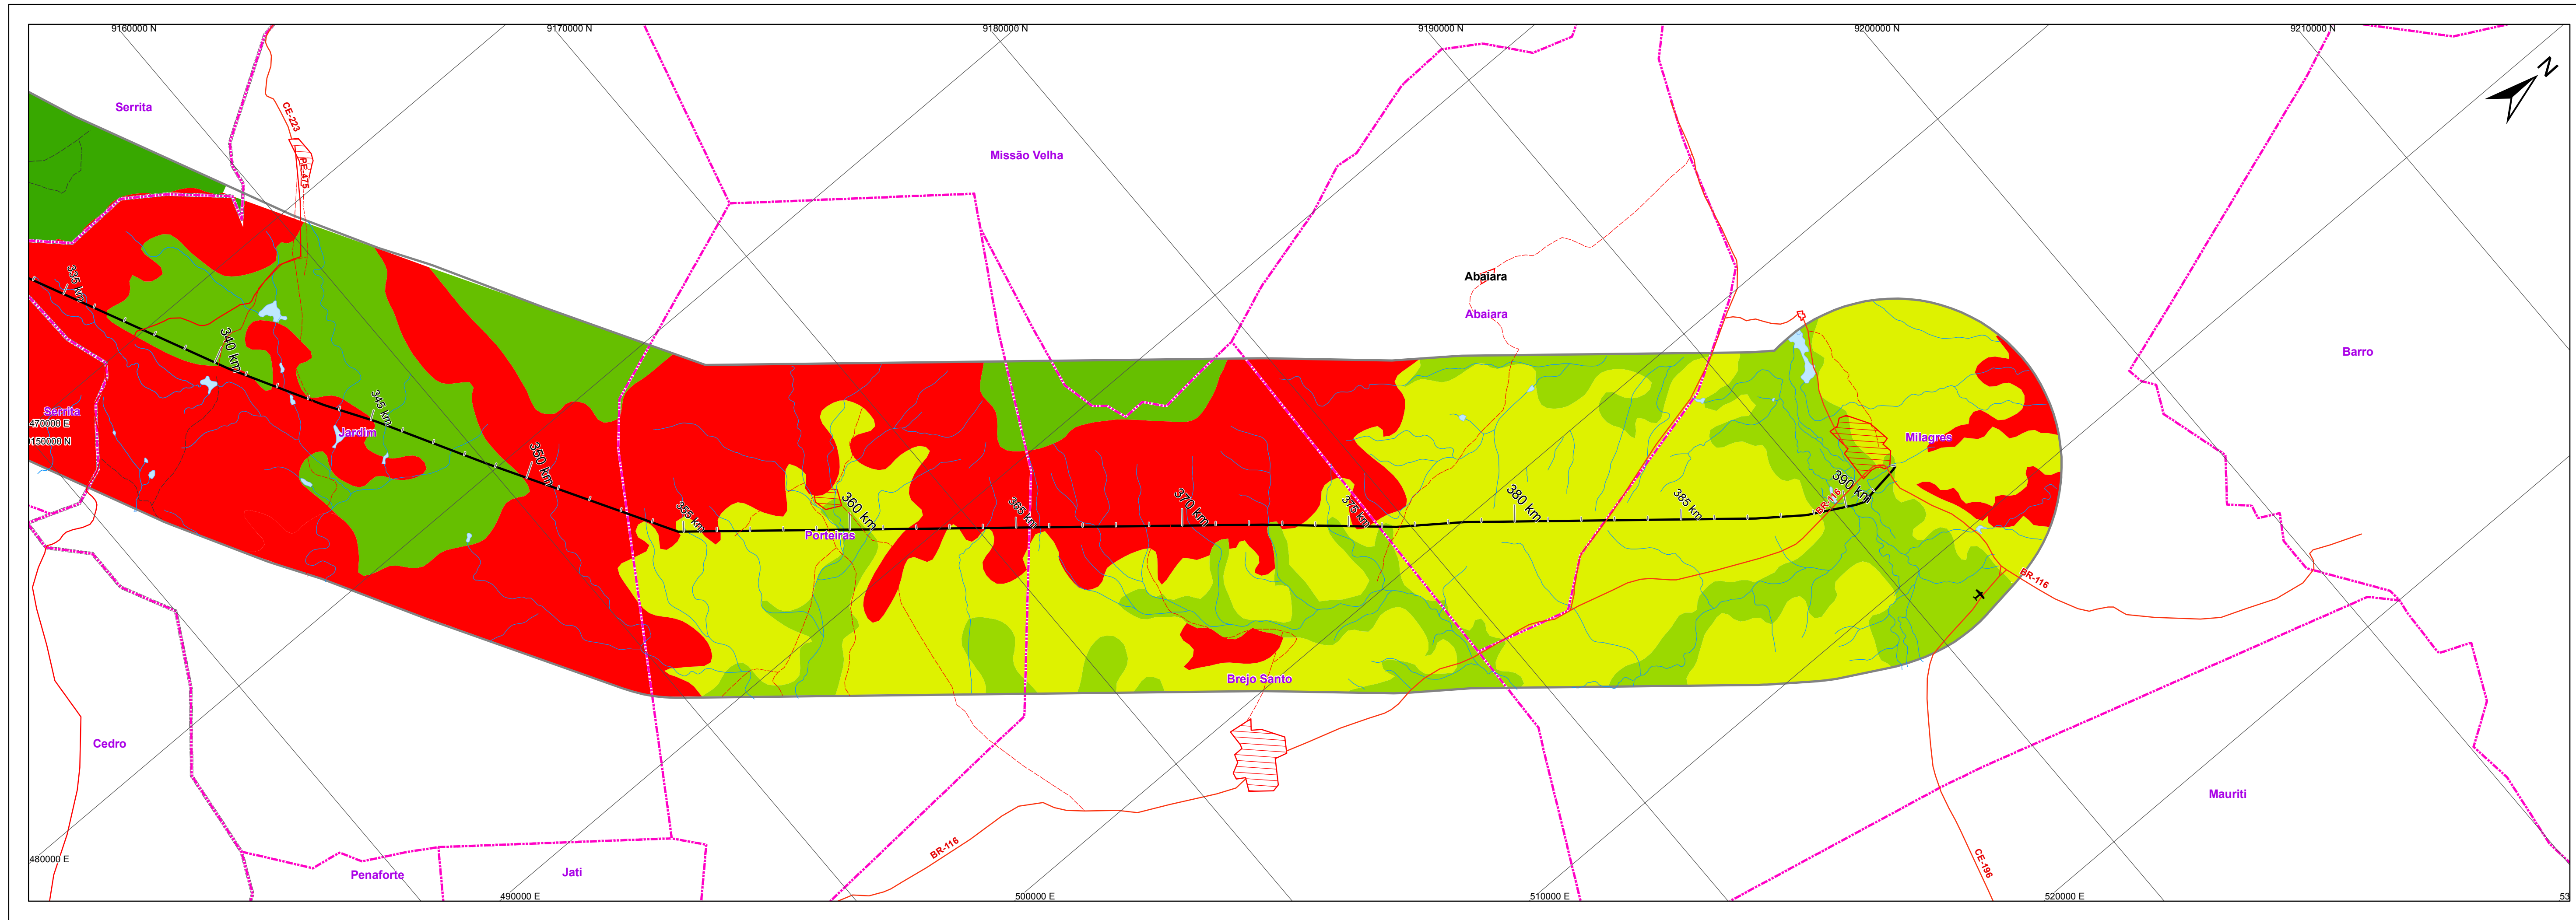 9160000 N
9170000 N
9180000 N
9190000 N
9200000 N
9210000 N
N
Serrita
CE-223
PE-475
Missão Velha
Abaiara
Abaiara
Barro
335 km
340 km
345 km
350 km
355 km
360 km
365 km
370 km
375 km
380 km
385 km
390 km
Serrita
470000 E
150000 N
Jardim
Milagres
BR-116
Porteiras
BR-116
Brejo Santo
Cedro
Mauriti
BR-116
CE-196
480000 E
Penaforte
Jati
490000 E
500000 E
510000 E
520000 E
53